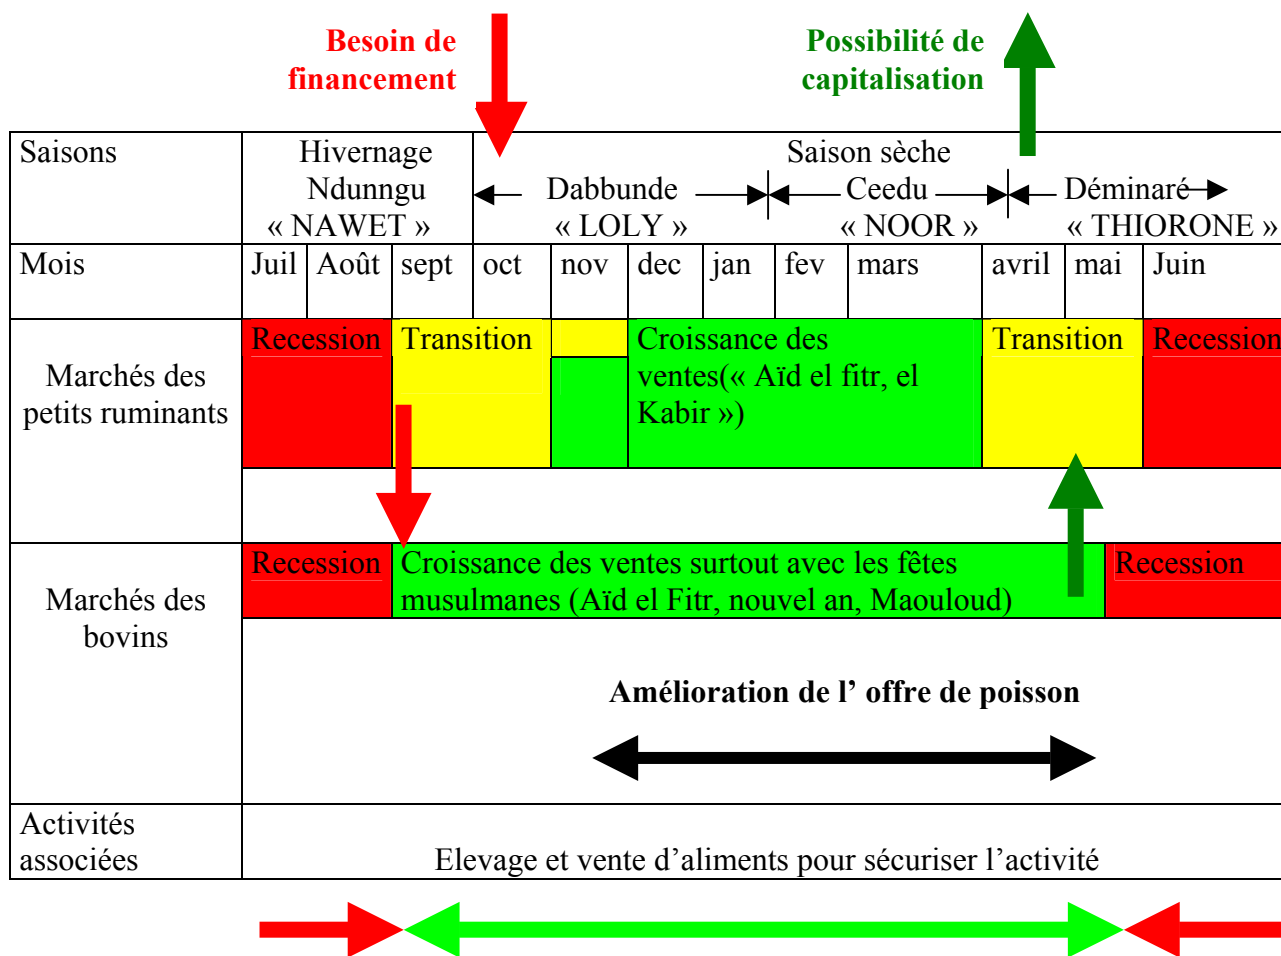 Besoin de
financement
Possibilité de
capitalisation
Saisons
Hivernage
Ndunngu
« NAWET »
Saison sèche
Dabbunde
« LOLY »
Ceedu
« NOOR »
Déminaré
« THIORONE »
Mois
Juil
Août
sept
oct
nov
dec
jan
fev
mars
avril
mai
Juin
Marchés des
petits ruminants
Recession
Transition
Croissance des
ventes(« Aïd el fitr, el
Kabir »)
Transition
Recession
Marchés des
bovins
Recession
Croissance des ventes surtout avec les fêtes
musulmanes (Aïd el Fitr, nouvel an, Maouloud)
Recession
Amélioration de l’ offre de poisson
Activités
associées
Elevage et vente d’aliments pour sécuriser l’activité